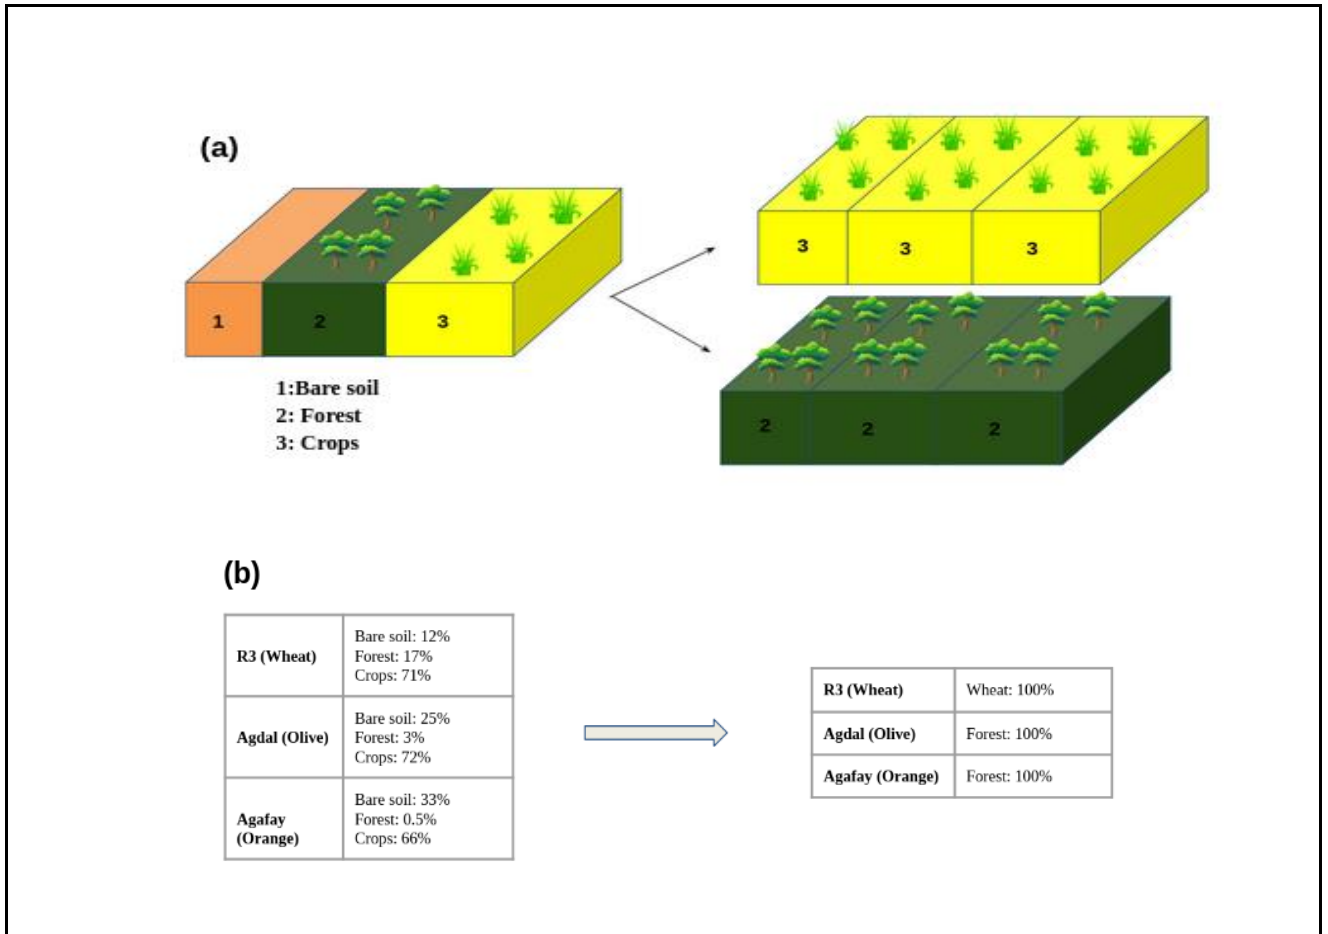 (a)
1
2
3
3
3
3
2
2
2
1:Bare soil
2: Forest
3: Crops
(b)
R3 (Wheat)
Bare soil: 12%
Forest: 17%
Crops: 71%
Agdal (Olive)
Bare soil: 25%
Forest: 3%
Crops: 72%
Agafay
(Orange)
Bare soil: 33%
Forest: 0.5%
Crops: 66%
R3 (Wheat)
Wheat: 100%
Agdal (Olive)
Forest: 100%
Agafay (Orange)
Forest: 100%